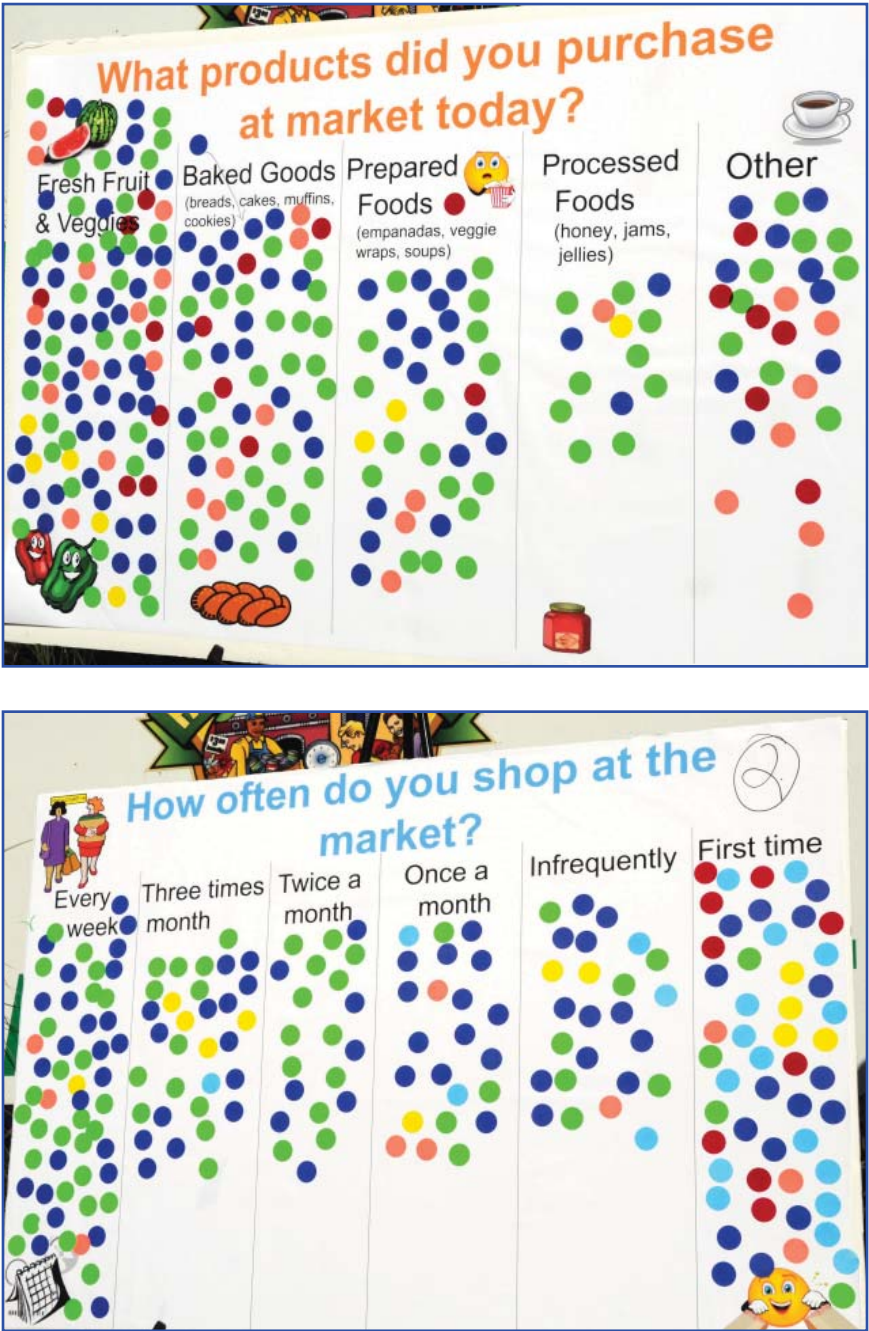 What products did you purchase
at market today?
Fresh Fruit
& Veggies
Baked Goods
(breads, cakes, muffins,
cookies)
Prepared
Foods
(empanadas, veggie
wraps, soups)
Processed
Foods
(honey, jams,
jellies)
Other
How often do you shop at the
market?
2
Every
week
Three times
month
Twice a
month
Once a
month
Infrequently
First time